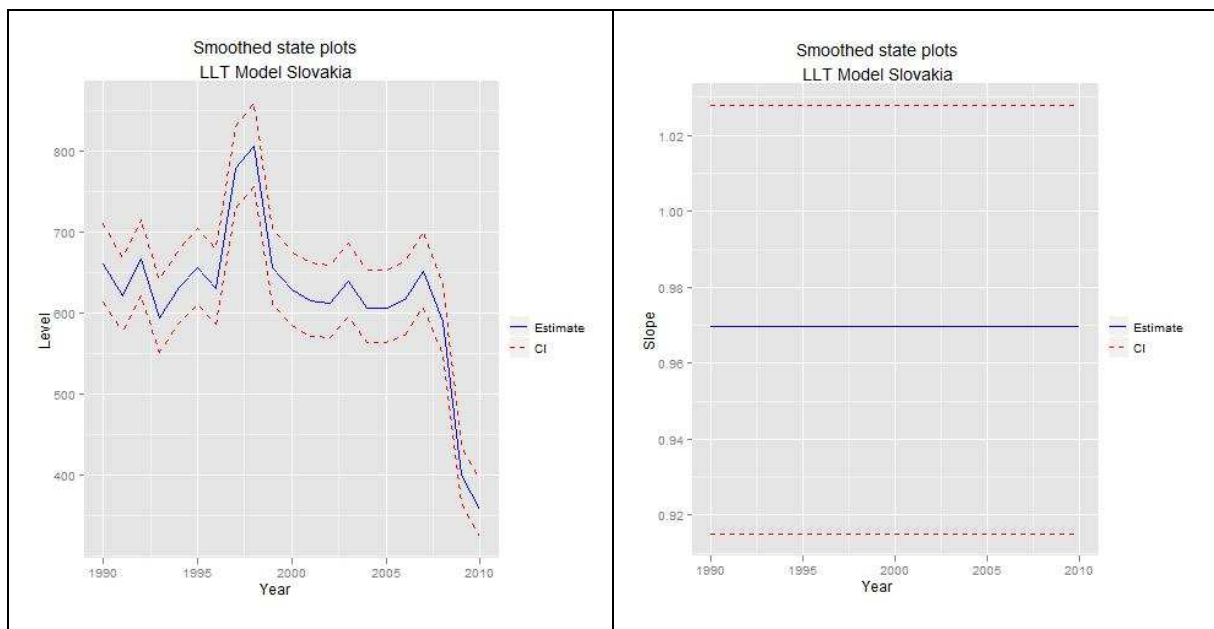 Smoothed state plots
LLT Model Slovakia
800
700
600
500
400
Level
1990
1995
2000
2005
2010
Year
Estimate
CI
Smoothed state plots
LLT Model Slovakia
1.02
1.00
0.98
0.96
0.94
0.92
Slope
1990
1995
2000
2005
2010
Year
Estimate
CI